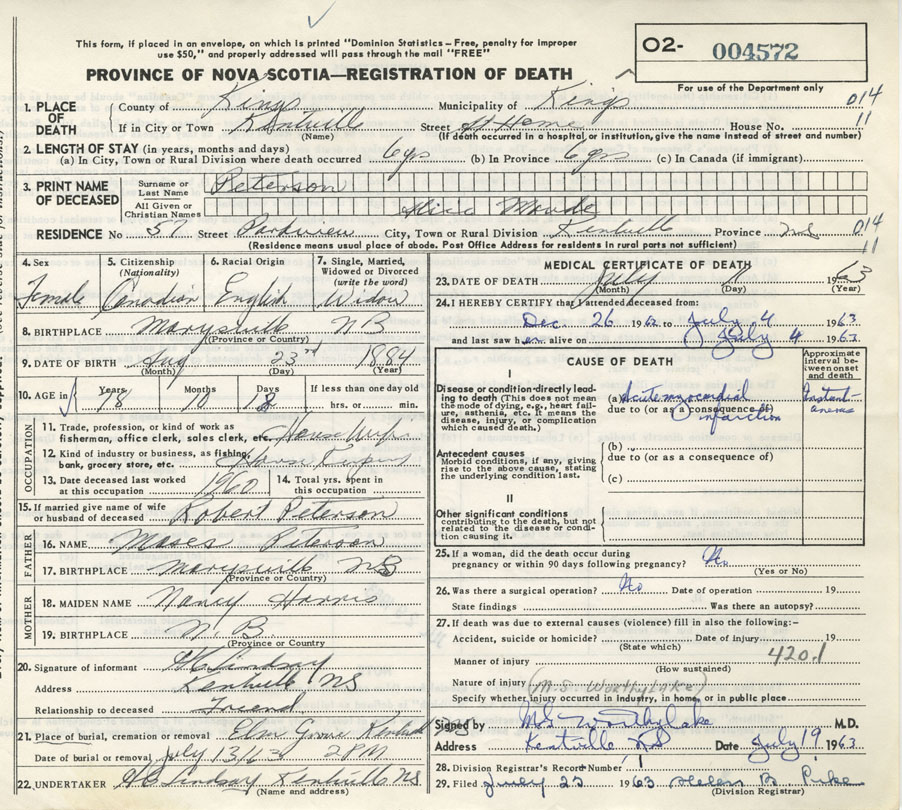 This form, if placed in an envelope, on which is printed "Dominion Statistics – Free, penalty for improper
use $50," and properly addressed will pass through the mail "FREE"
02- 004572
PROVINCE OF NOVA SCOTIA—REGISTRATION OF DEATH
For use of the Department only
1. PLACE OF DEATH
County of Kings Municipality of Kings 014
If in City or Town Kentville Street At Home House No. 11
(Name) (If death occurred in a hospital or institution, give the name instead of street and number)
2. LENGTH OF STAY (in years, months and days)
(a) In City, Town or Rural Division where death occurred 6 yrs (b) in Province 6 yrs (c) In Canada (if immigrant)
3. PRINT NAME OF DECEASED
Surname or Last Name Peterson
All Given or Christian Names Alice Maude
RESIDENCE No 57 Street Parkview City, Town or Rural Division Kentville Province NS 014
(Residence means usual place of abode. Post Office Address for residents in rural parts not sufficient) 11
4. Sex Female
5. Citizenship (Nationality) Canadian
6. Racial Origin English
7. Single, Married, Widowed or Divorced (write the word) Widow
8. BIRTHPLACE Marysville NB
(Province or Country)
9. DATE OF BIRTH Aug 23rd 1884
(Month) (Day) (Year)
10. AGE in Years 78 Months 10 Days If less than one day old hrs. or min.
OCCUPATION
11. Trade, profession, or kind of work as
fisherman, office clerk, sales clerk, etc. House Wife
12. Kind of industry or business, as fishing,
bank, grocery store, etc.
13. Date deceased last worked at this occupation 1960
14. Total yrs. spent in this occupation
15. If married give name of wife
or husband of deceased Robert Peterson
FATHER
16. NAME Moses Peterson
17. BIRTHPLACE Marysville NB
(Province or Country)
MOTHER
18. MAIDEN NAME Nancy Harris
19. BIRTHPLACE N.B.
(Province or Country)
20. Signature of informant Lindsay
Address Kentville NS
Relationship to deceased Friend
21. Place of burial, cremation or removal Elm Grove Kentville
Date of burial or removal July 13/63 2 PM
22. UNDERTAKER Lindsay Kentville NS
(Name and address)
MEDICAL CERTIFICATE OF DEATH
23. DATE OF DEATH July 1963
(Month) (Day) (Year)
24. I HEREBY CERTIFY that I attended deceased from:
Dec. 26 1962 to July 4 1963
and last saw her alive on July 4 1963
CAUSE OF DEATH
Approximate interval between onset and death
I
Disease or condition directly leading to death (This does not mean the mode of dying, e.g., heart failure, asthenia, etc. It means the disease, injury, or complication which caused death.)
(a) Acute myocardial Instantaneous
due to (or as a consequence of) infarction
Antecedent causes
Morbid conditions, if any, giving rise to the above cause, stating the underlying condition last.
(b)
due to (or as a consequence of)
(c)
II
Other significant conditions
contributing to the death, but not related to the disease or condition causing it.
25. If a woman, did the death occur during
pregnancy or within 90 days following pregnancy? No
(Yes or No)
26. Was there a surgical operation? No Date of operation 19
State findings Was there an autopsy?
27. If death was due to external causes (violence) fill in also the following:–
Accident, suicide or homicide? Date of injury 19
(State which) 420.1
Manner of injury
(How sustained)
Nature of injury (M.S. Worthylake)
Specify whether injury occurred in industry, in home, or in public place
Signed by M S Worthylake M.D.
Address Kentville N.S. Date July 19 1963
28. Division Registrar's Record Number
29. Filed 23 1963 Helen B.
(Division Registrar)